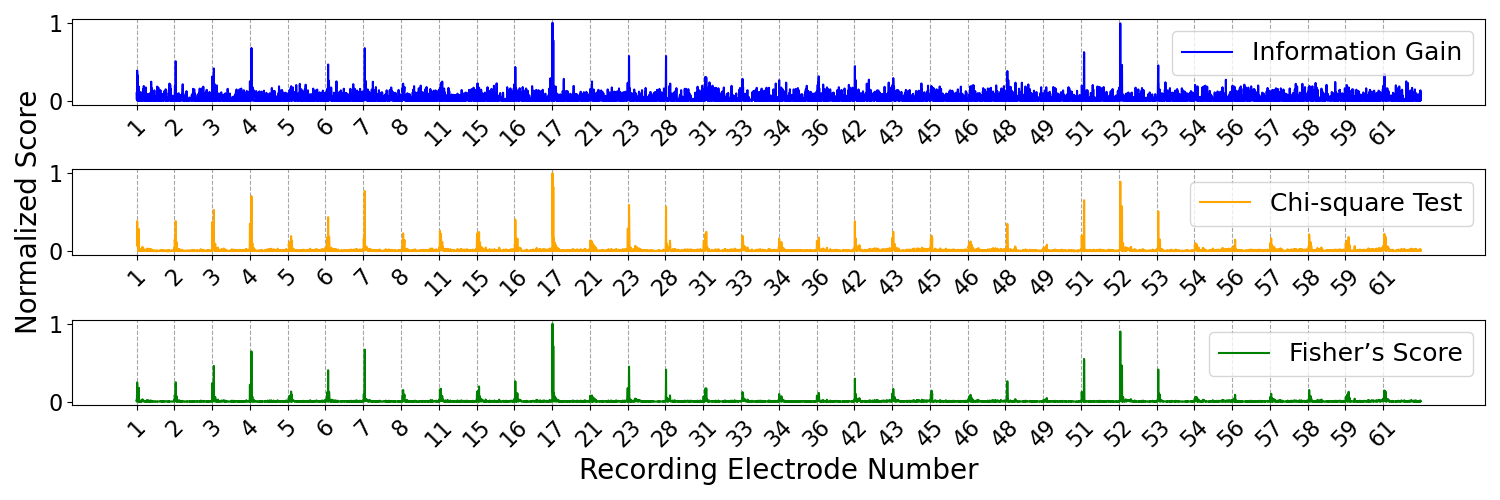 Normalized Score
1
0
Information Gain
1 2 3 4 5 6 7 8 11 15 16 17 21 23 28 31 33 34 36 42 43 45 46 48 49 51 52 53 54 56 57 58 59 61
1
0
Chi-square Test
1 2 3 4 5 6 7 8 11 15 16 17 21 23 28 31 33 34 36 42 43 45 46 48 49 51 52 53 54 56 57 58 59 61
1
0
Fisher’s Score
1 2 3 4 5 6 7 8 11 15 16 17 21 23 28 31 33 34 36 42 43 45 46 48 49 51 52 53 54 56 57 58 59 61
Recording Electrode Number